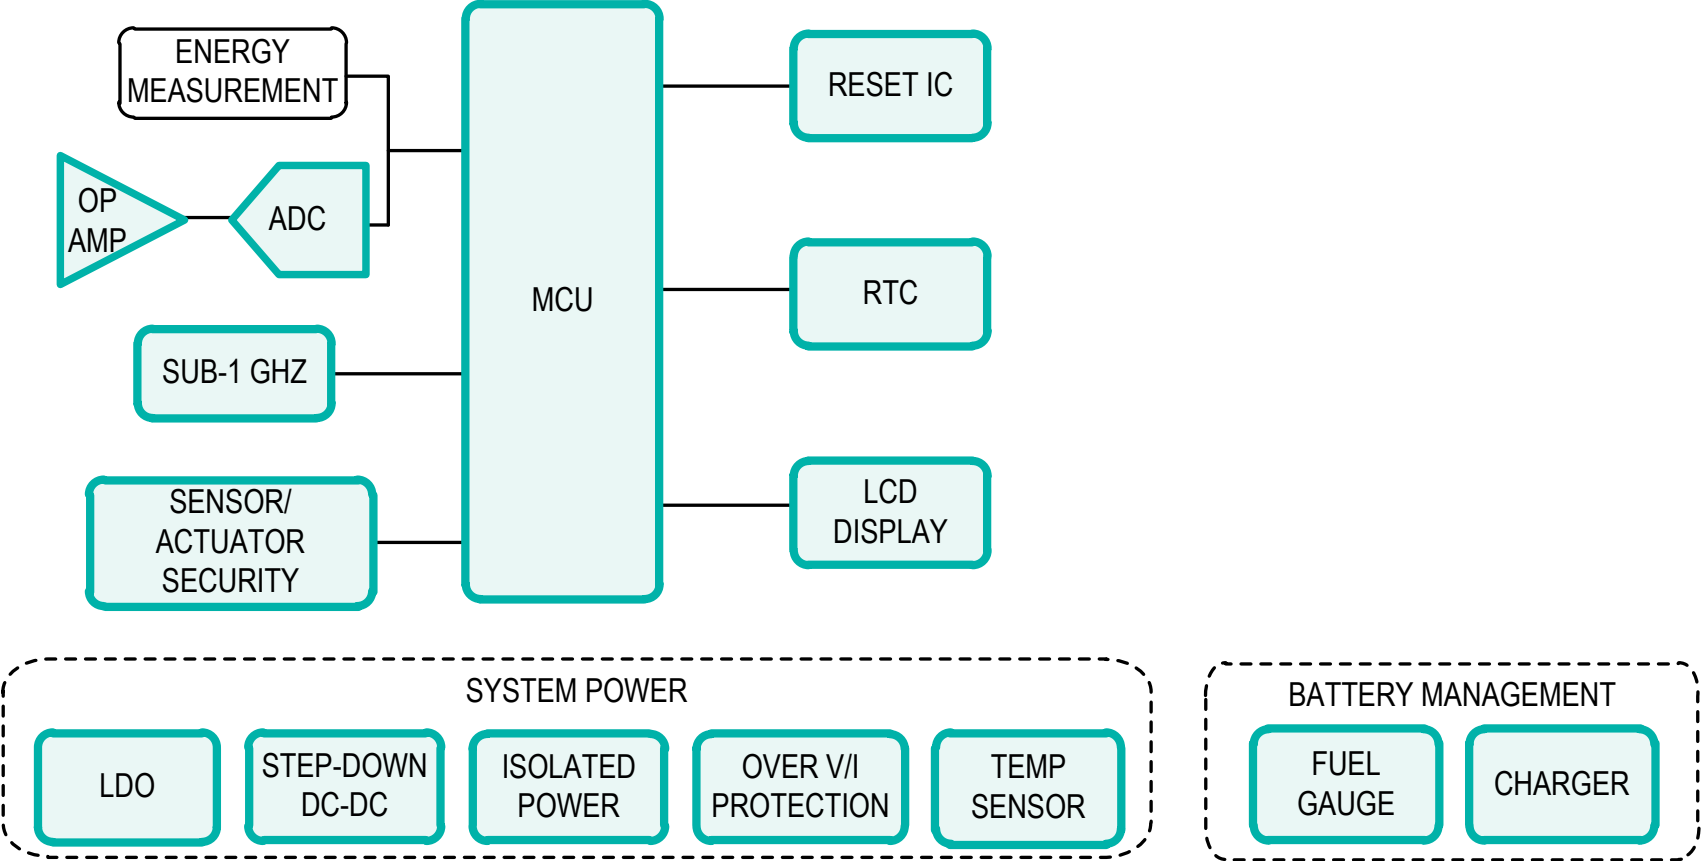 ENERGY
MEASUREMENT
OP
AMP
ADC
SUB-1 GHZ
SENSOR/
ACTUATOR
SECURITY
MCU
RESET IC
RTC
LCD
DISPLAY
SYSTEM POWER
LDO
STEP-DOWN
DC-DC
ISOLATED
POWER
OVER V/I
PROTECTION
TEMP
SENSOR
BATTERY MANAGEMENT
FUEL
GAUGE
CHARGER